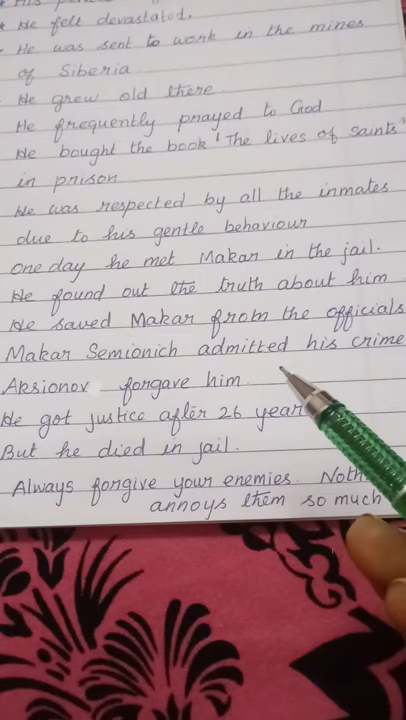 * He felt devastated.
* He was sent to work in the mines
of Siberia
He grew old there
He frequently prayed to God
He bought the book 'The lives of saints'
in prison
He was respected by all the inmates
due to his gentle behaviour
one day he met Makar in the jail.
He found out the truth about him
He saved Makar from the officials
Makar Semionich admitted his crime
Aksionov forgave him.
He got justice after 26 year
But he died in jail.
Always forgive your enemies.
annoys them so much